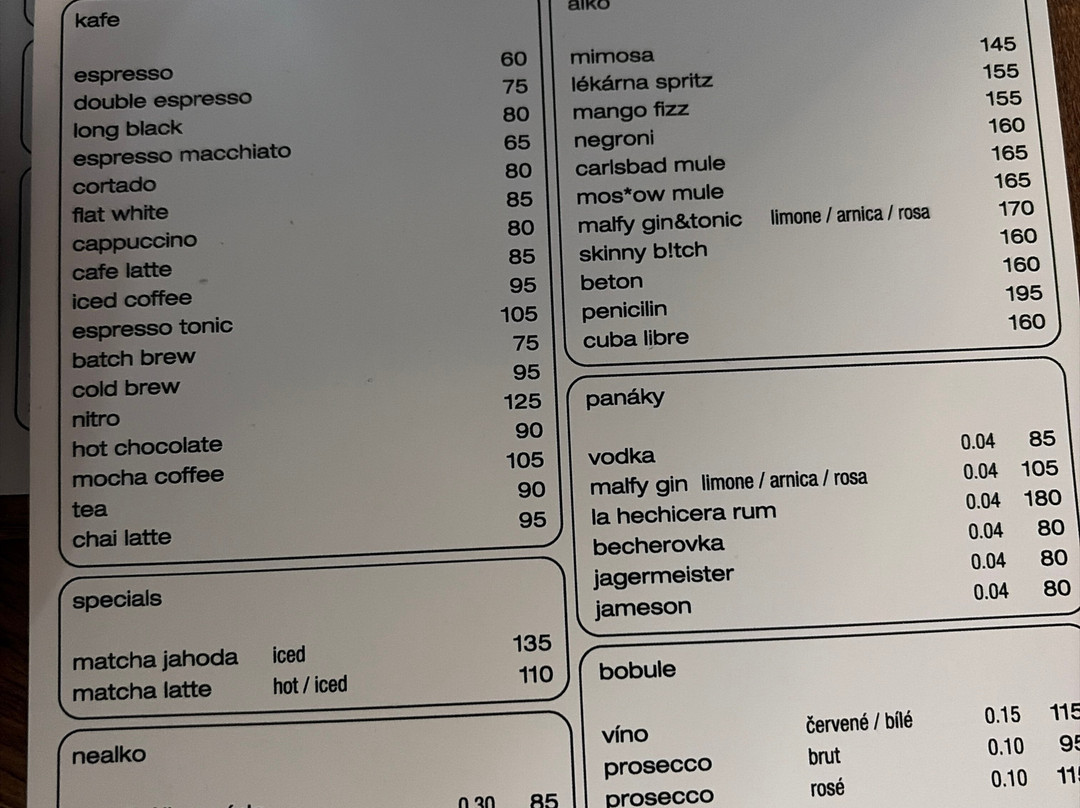 kafe
espresso 60
double espresso 75
long black 80
espresso macchiato 65
cortado 80
flat white 85
cappuccino 80
cafe latte 85
iced coffee 95
espresso tonic 105
batch brew 75
cold brew 95
nitro 125
hot chocolate 90
mocha coffee 105
tea 90
chai latte 95
specials
matcha jahoda iced 135
matcha latte hot / iced 110
nealko
0.30 85
alko
mimosa 145
lékárna spritz 155
mango fizz 155
negroni 160
carlsbad mule 165
mos*ow mule 165
malfy gin&tonic limone / arnica / rosa 170
skinny b!tch 160
beton 160
penicilin 195
cuba libre 160
panáky
vodka 0.04 85
malfy gin limone / arnica / rosa 0.04 105
la hechicera rum 0.04 180
becherovka 0.04 80
jagermeister 0.04 80
jameson 0.04 80
bobule
víno červené / bílé 0.15 115
prosecco brut 0.10 95
prosecco rosé 0.10